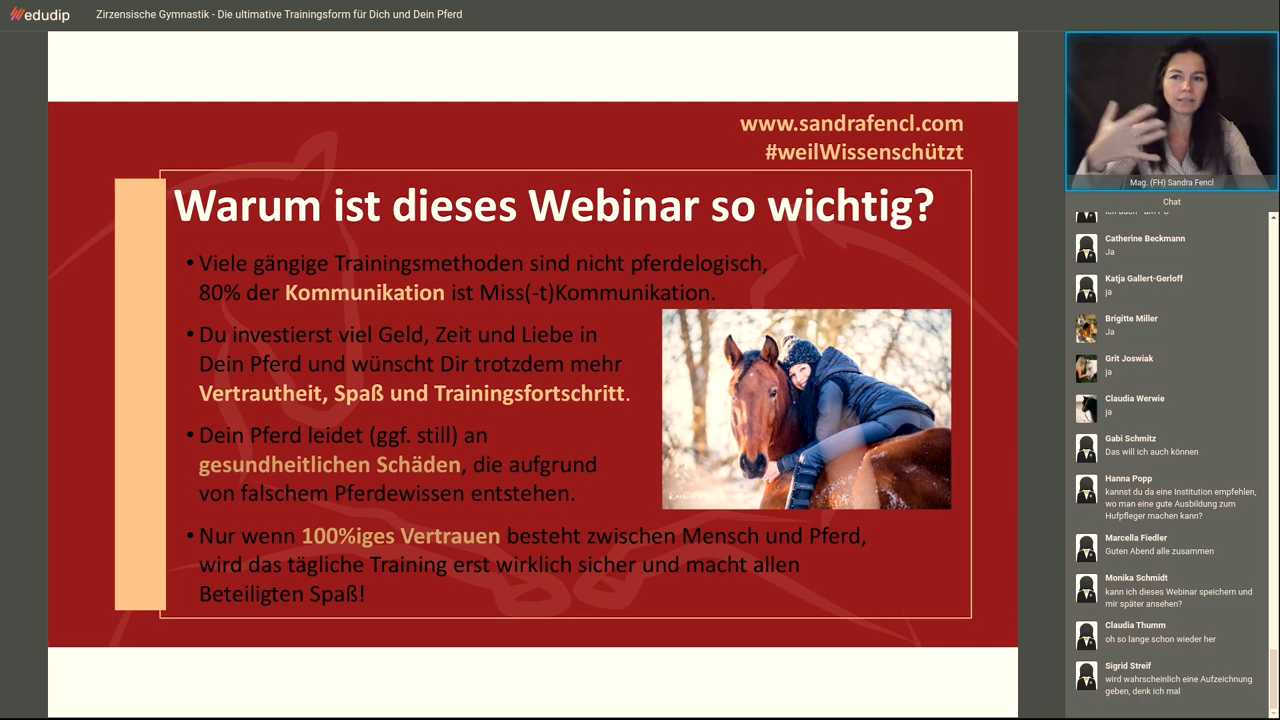 edudip
Zirzensische Gymnastik - Die ultimative Trainingsform für Dich und Dein Pferd
www.sandrafencl.com
#weilWissenschützt
Warum ist dieses Webinar so wichtig?
• Viele gängige Trainingsmethoden sind nicht pferdelogisch,
80% der Kommunikation ist Miss(-t)Kommunikation.
• Du investierst viel Geld, Zeit und Liebe in
Dein Pferd und wünscht Dir trotzdem mehr
Vertrautheit, Spaß und Trainingsfortschritt.
• Dein Pferd leidet (ggf. still) an
gesundheitlichen Schäden, die aufgrund
von falschem Pferdewissen entstehen.
• Nur wenn 100%iges Vertrauen besteht zwischen Mensch und Pferd,
wird das tägliche Training erst wirklich sicher und macht allen
Beteiligten Spaß!
Mag. (FH) Sandra Fencl
Chat
Catherine Beckmann
Ja
Katja Gallert-Gerloff
ja
Brigitte Miller
Ja
Grit Joswiak
ja
Claudia Werwie
ja
Gabi Schmitz
Das will ich auch können
Hanna Popp
kannst du da eine Institution empfehlen,
wo man eine gute Ausbildung zum
Hufpfleger machen kann?
Marcella Fiedler
Guten Abend alle zusammen
Monika Schmidt
kann ich dieses Webinar speichern und
mir später ansehen?
Claudia Thumm
oh so lange schon wieder her
Sigrid Streif
wird wahrscheinlich eine Aufzeichnung
geben, denk ich mal